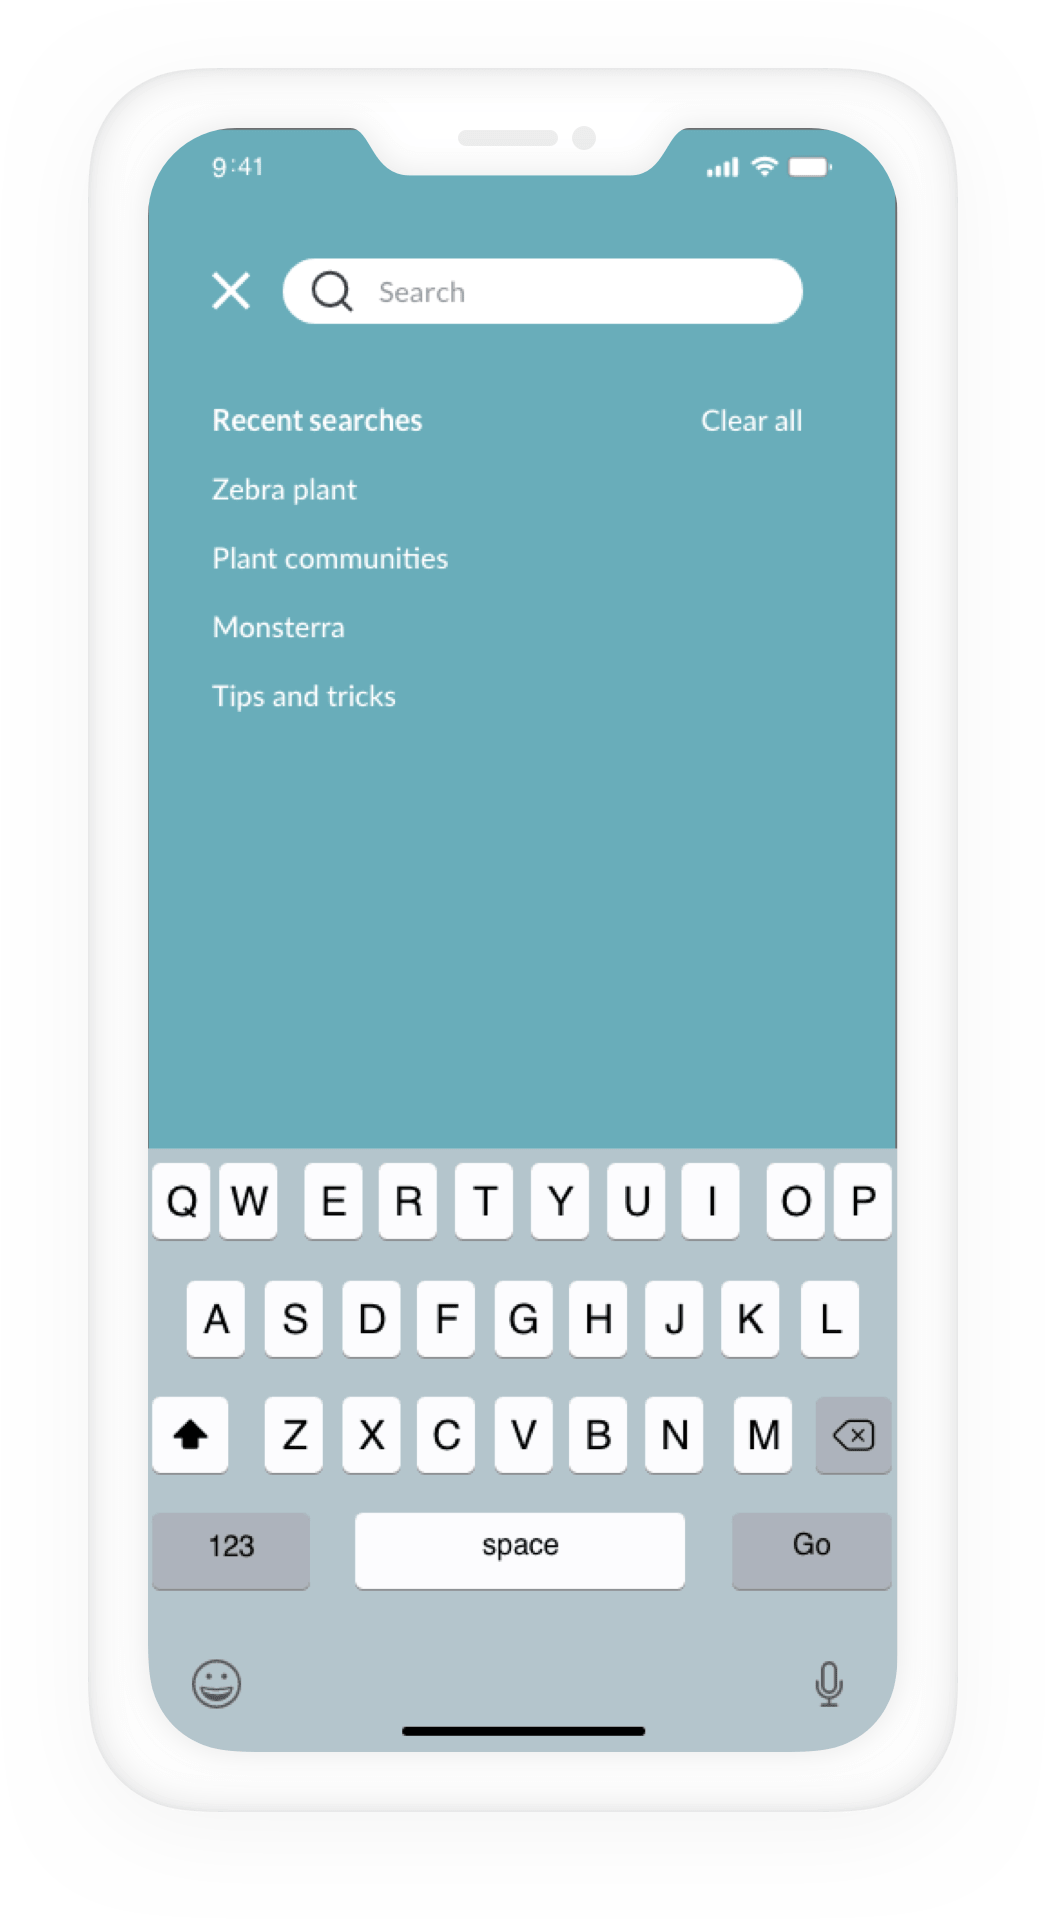 9:41
Search
Recent searches Clear all
Zebra plant
Plant communities
Monsterra
Tips and tricks
Q W E R T Y U I O P
A S D F G H J K L
Z X C V B N M
123 space Go